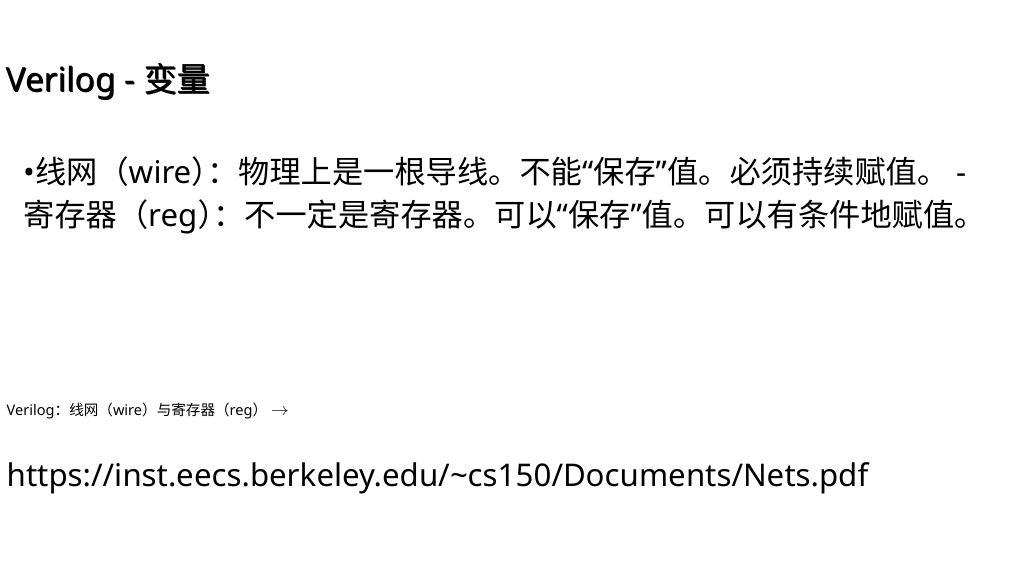 Verilog - 变量
•线网（wire）：物理上是一根导线。不能“保存”值。必须持续赋值。 -
寄存器（reg）：不一定是寄存器。可以“保存”值。可以有条件地赋值。
Verilog：线网（wire）与寄存器（reg） →
https://inst.eecs.berkeley.edu/~cs150/Documents/Nets.pdf